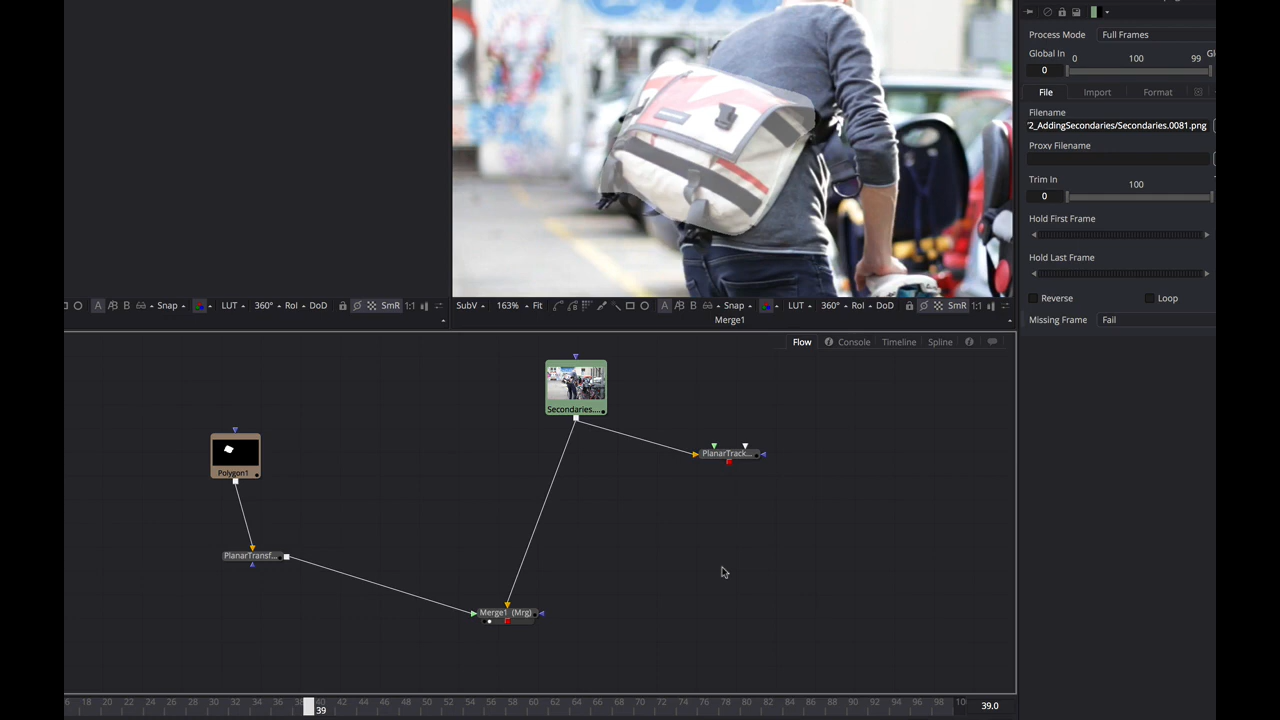 Process Mode Full Frames
Global In
0 100 99
0
File Import Format
Filename
'2_AddingSecondaries/Secondaries.0081.png
Proxy Filename
Trim In
100
0
Hold First Frame
Hold Last Frame
Reverse Loop
Missing Frame Fail
A A/B B Snap LUT 360° RoI DoD SmR 1:1
SubV 163% Fit A A/B B Snap LUT 360° RoI DoD SmR 1:1
Merge1
Flow Console Timeline Spline
Secondaries....
Polygon1
PlanarTrack...
PlanarTransf...
Merge1 (Mrg)
18 20 22 24 26 28 30 32 34 36 38 40 42 44 46 48 50 52 54 56 58 60 62 64 66 68 70 72 74 76 78 80 82 84 86 88 90 92 94 96 98 10
39
39.0